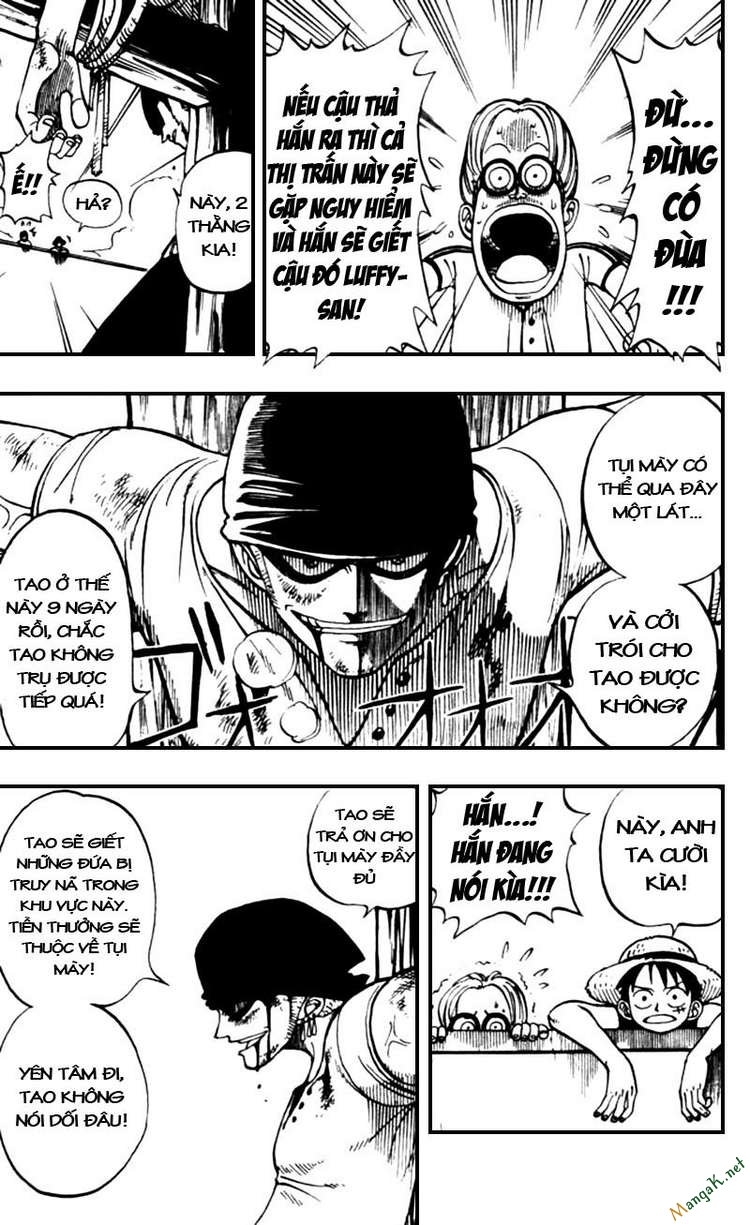 ĐỪ...
ĐỪNG
CÓ
ĐÙA
!!!
NẾU CẬU THẢ
HẮN RA THÌ CẢ
THỊ TRẤN NÀY SẼ
GẶP NGUY HIỂM
VÀ HẮN SẼ GIẾT
CẬU ĐÓ LUFFY-
SAN!
NÀY, 2
THẰNG
KIA!
HẢ?
Ế!!
TỤI MÀY CÓ
THỂ QUA ĐÂY
MỘT LÁT...
VÀ CỞI
TRÓI CHO
TAO ĐƯỢC
KHÔNG?
TAO Ở THẾ
NÀY 9 NGÀY
RỒI, CHẮC
TAO KHÔNG
TRỤ ĐƯỢC
TIẾP QUÁ!
ゴオオオオ
NÀY, ANH
TA CƯỜI
KÌA!
HẮN....!
HẮN ĐANG
NÓI KÌA!!!
TAO SẼ
TRẢ ƠN CHO
TỤI MÀY ĐẦY
ĐỦ
TAO SẼ GIẾT
NHỮNG ĐỨA BỊ
TRUY NÃ TRONG
KHU VỰC NÀY.
TIỀN THƯỞNG SẼ
THUỘC VỀ TỤI
MÀY!
YÊN TÂM ĐI,
TAO KHÔNG
NÓI DỐI ĐÂU!
MangaK.net